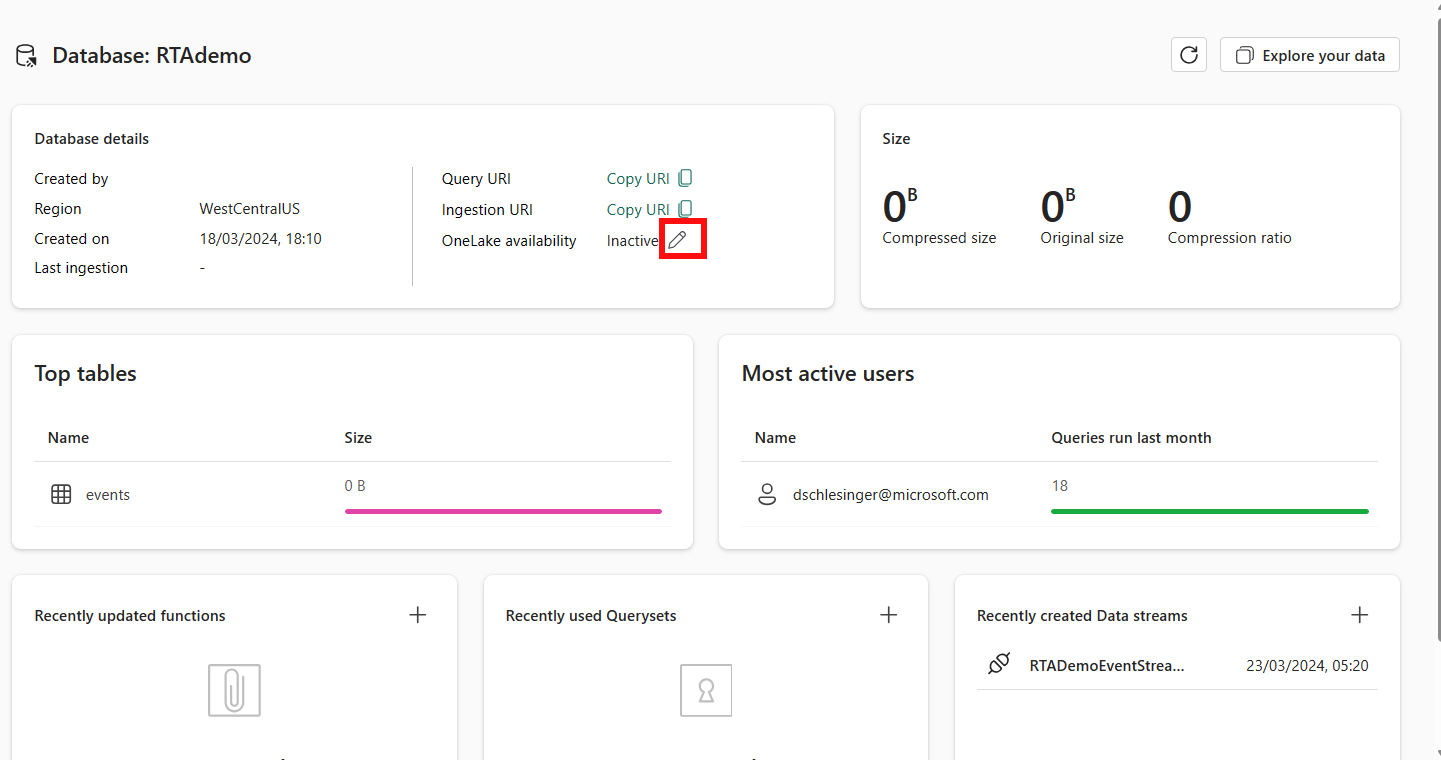 Database: RTAdemo
Explore your data
Database details
Created by
Region WestCentralUS
Created on 18/03/2024, 18:10
Last ingestion -
Query URI Copy URI
Ingestion URI Copy URI
OneLake availability Inactive
Size
0 B
Compressed size
0 B
Original size
0
Compression ratio
Top tables
Name Size
events 0 B
Most active users
Name Queries run last month
dschlesinger@microsoft.com 18
Recently updated functions
Recently used Querysets
Recently created Data streams
RTADemoEventStrea... 23/03/2024, 05:20